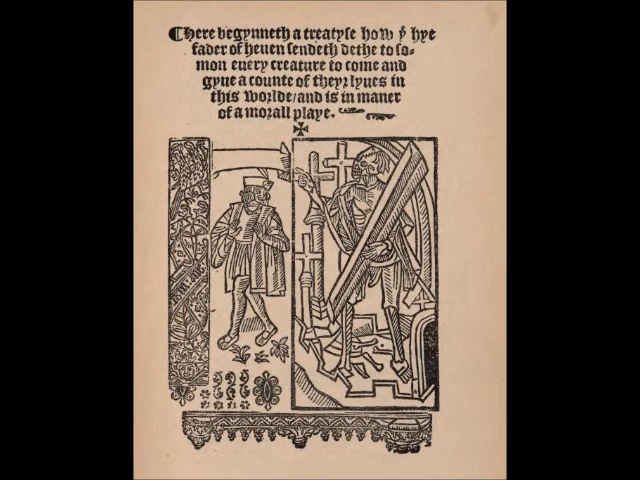 Here begynneth a treatyse how yͤ hye
fader of heuen sendeth dethe to so-
mon euery creature to come and
gyue a counte of theyr lyues in
this worlde/and is in maner
of a morall playe.